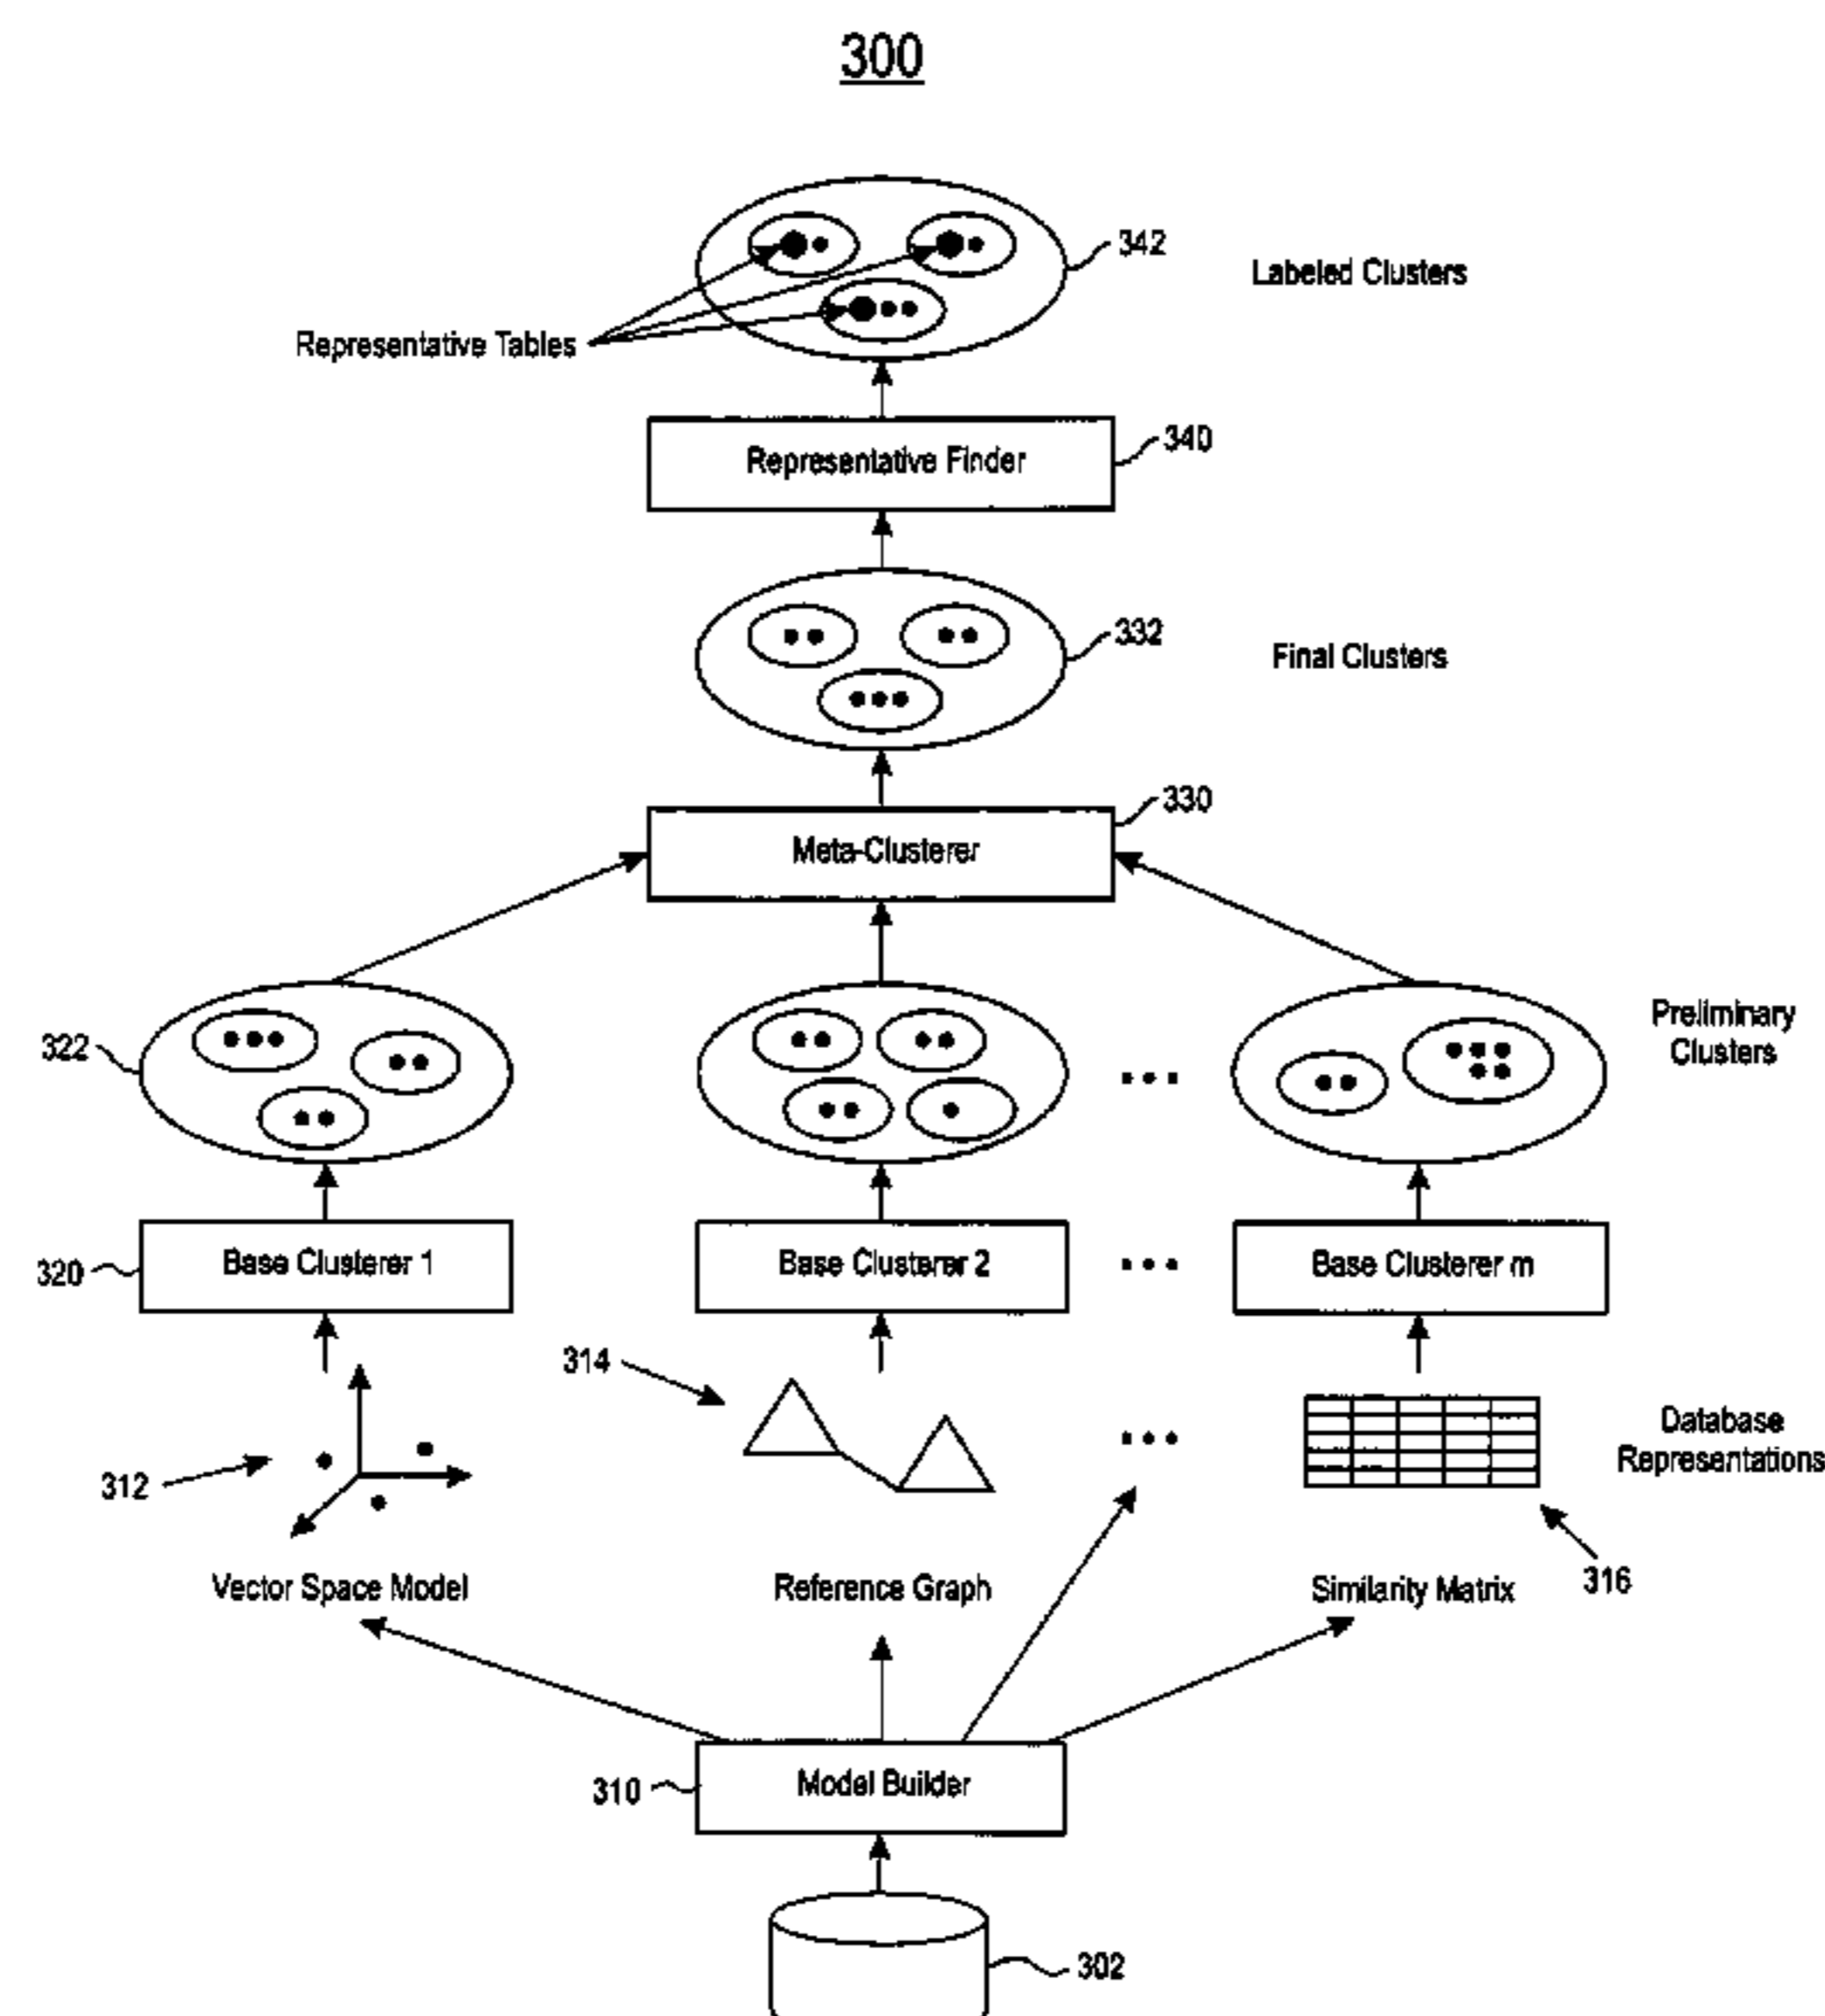 300
342
Labeled Clusters
Representative Tables
340
Representative Finder
332
Final Clusters
330
Meta-Clusterer
322
Preliminary
Clusters
320
Base Clusterer 1
Base Clusterer 2
Base Clusterer m
314
312
Database
Representations
316
Vector Space Model
Reference Graph
Similarity Matrix
310
Model Builder
302